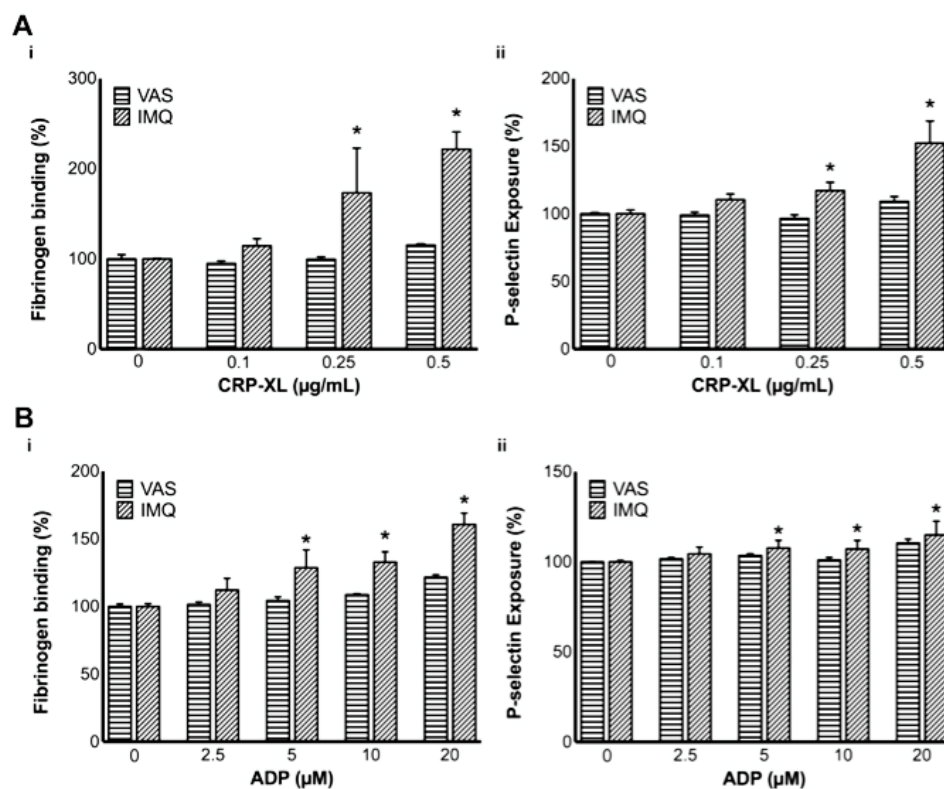 A
i
ii
300
200
100
0
Fibrinogen binding (%)
VAS
IMQ
*
*
0
0.1
0.25
0.5
CRP-XL (µg/mL)
200
150
100
50
0
P-selectin Exposure (%)
VAS
IMQ
*
*
0
0.1
0.25
0.5
CRP-XL (µg/mL)
B
i
ii
200
150
100
50
0
Fibrinogen binding (%)
VAS
IMQ
*
*
*
0
2.5
5
10
20
ADP (µM)
150
100
50
0
P-selectin Exposure (%)
VAS
IMQ
*
*
*
0
2.5
5
10
20
ADP (µM)